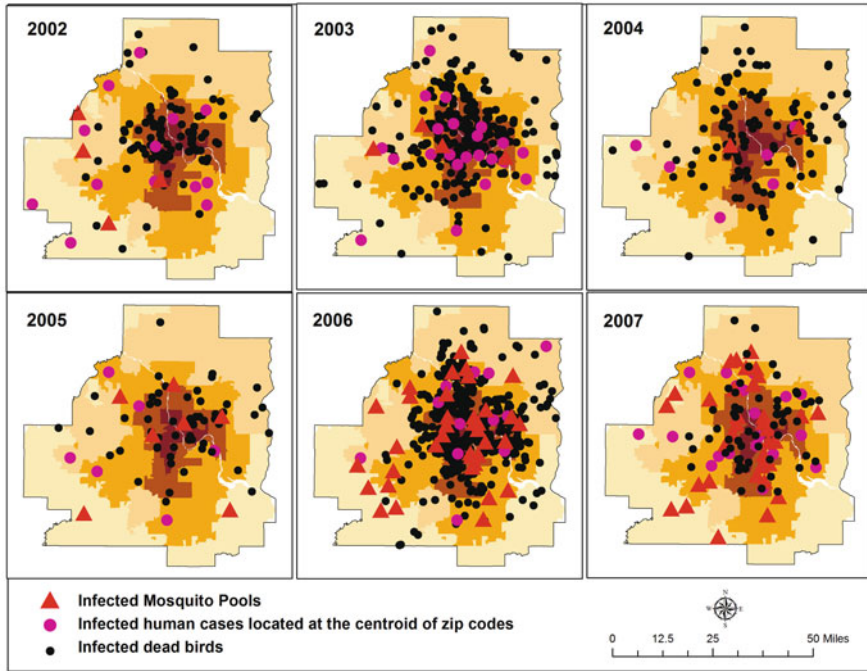 2002
2003
2004
2005
2006
2007
Infected Mosquito Pools
Infected human cases located at the centroid of zip codes
Infected dead birds
N
W
E
S
0 12.5 25 50 Miles